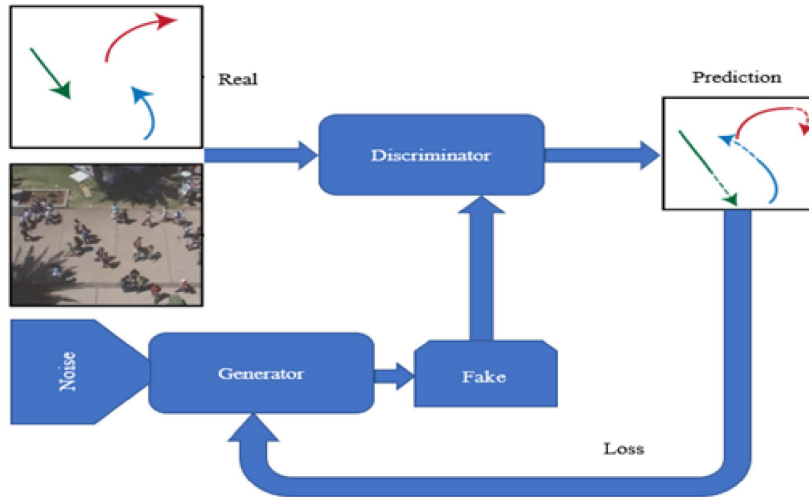 Real
Prediction
Discriminator
Noise
Generator
Fake
Loss